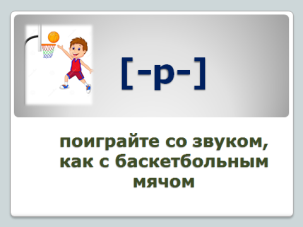 [-р-]
поиграйте со звуком,
как с баскетбольным
мячом